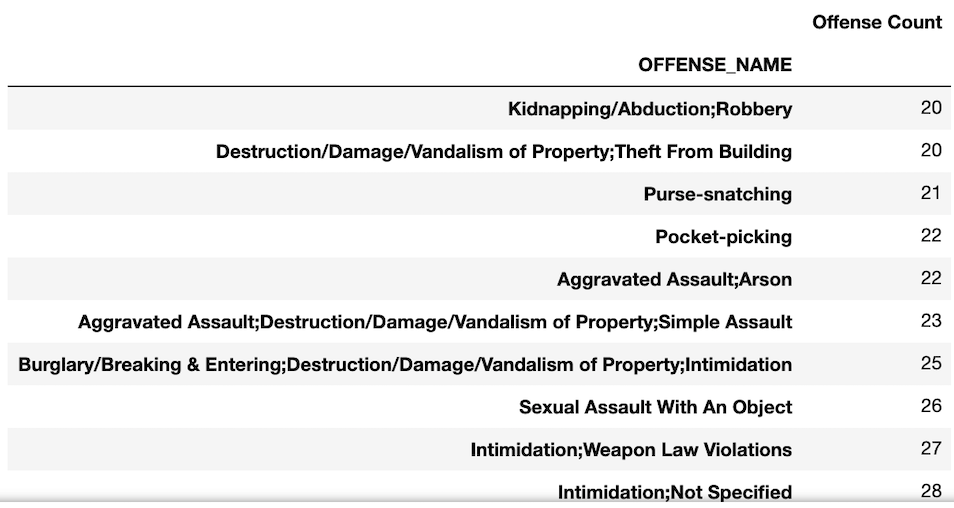 Offense Count
OFFENSE_NAME
Kidnapping/Abduction;Robbery 20
Destruction/Damage/Vandalism of Property;Theft From Building 20
Purse-snatching 21
Pocket-picking 22
Aggravated Assault;Arson 22
Aggravated Assault;Destruction/Damage/Vandalism of Property;Simple Assault 23
Burglary/Breaking & Entering;Destruction/Damage/Vandalism of Property;Intimidation 25
Sexual Assault With An Object 26
Intimidation;Weapon Law Violations 27
Intimidation;Not Specified 28